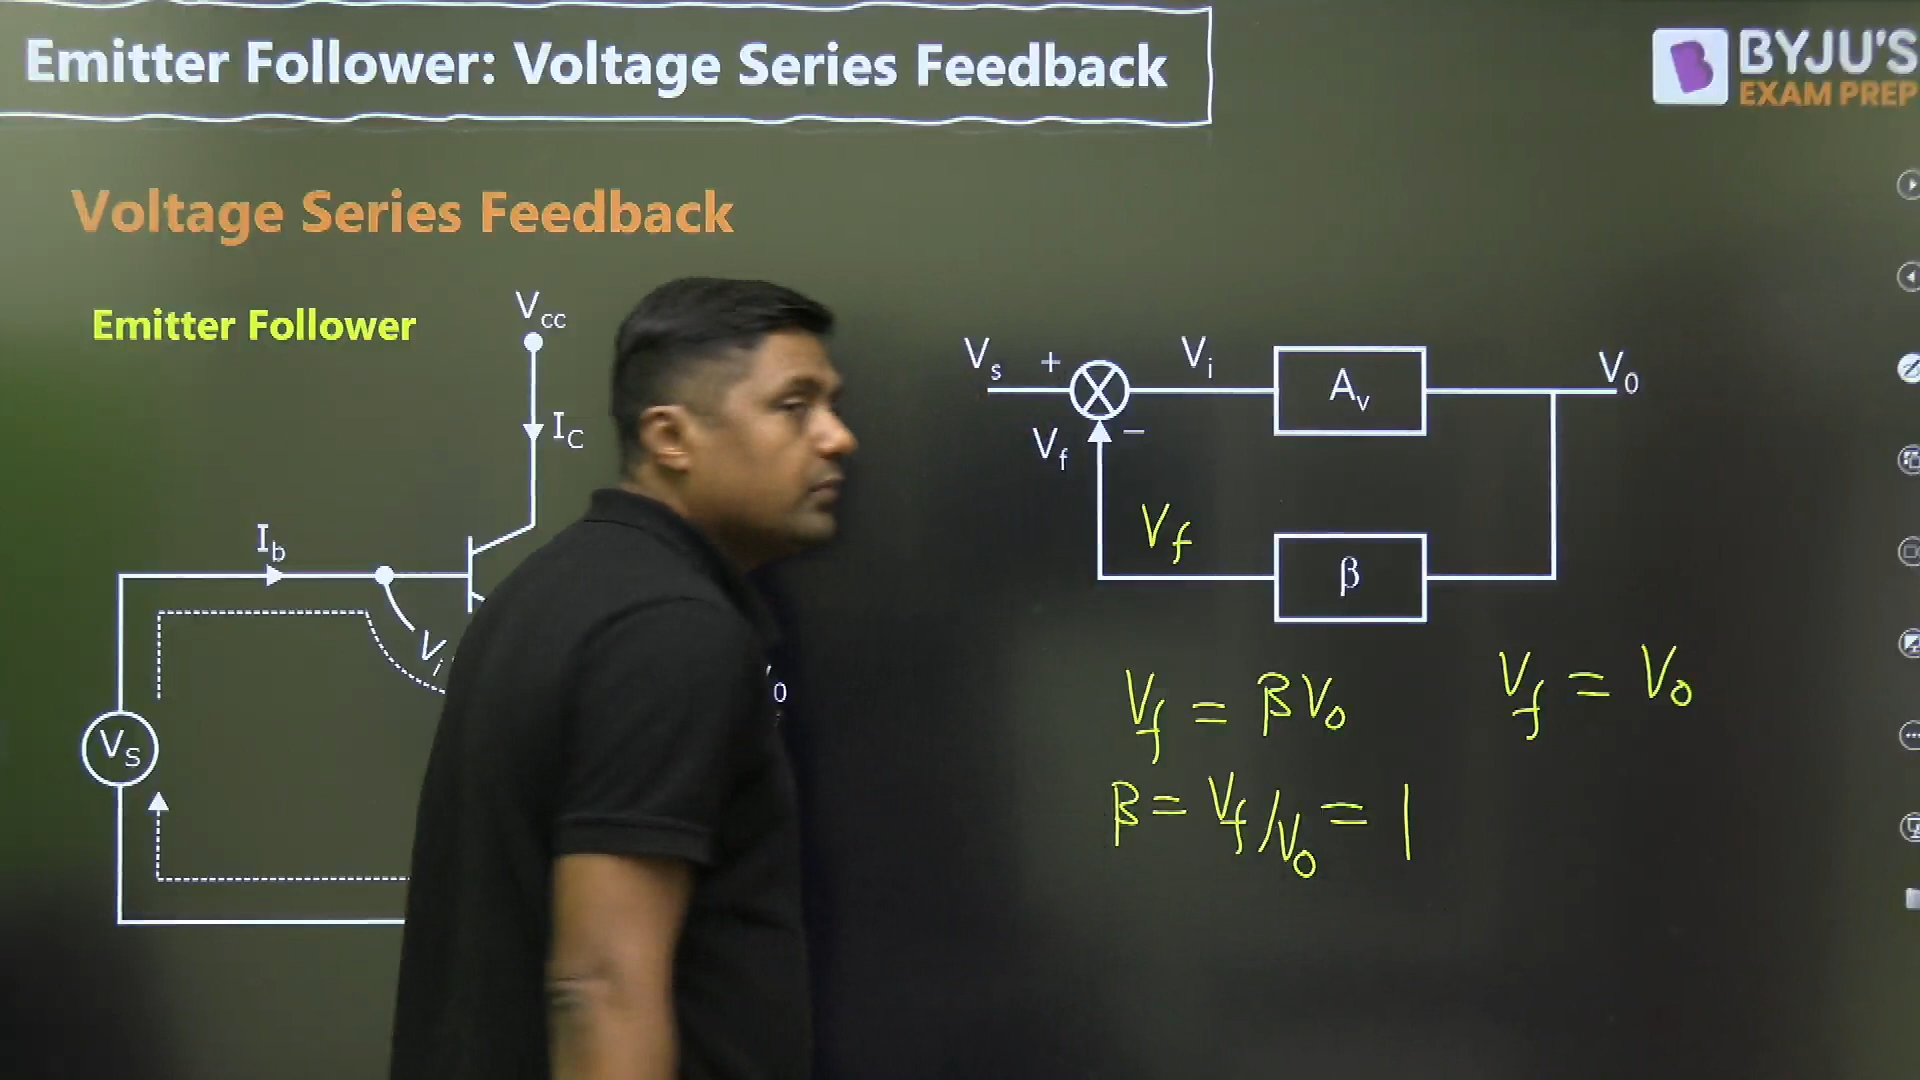 Emitter Follower: Voltage Series Feedback
BYJU'S
EXAM PREP
Voltage Series Feedback
Emitter Follower
Vcc
IC
Ib
Vi
VS
0
Vs
+
Vi
Av
V0
Vf
−
Vf
β
Vf = βV0
Vf = V0
β = Vf/V0 = 1